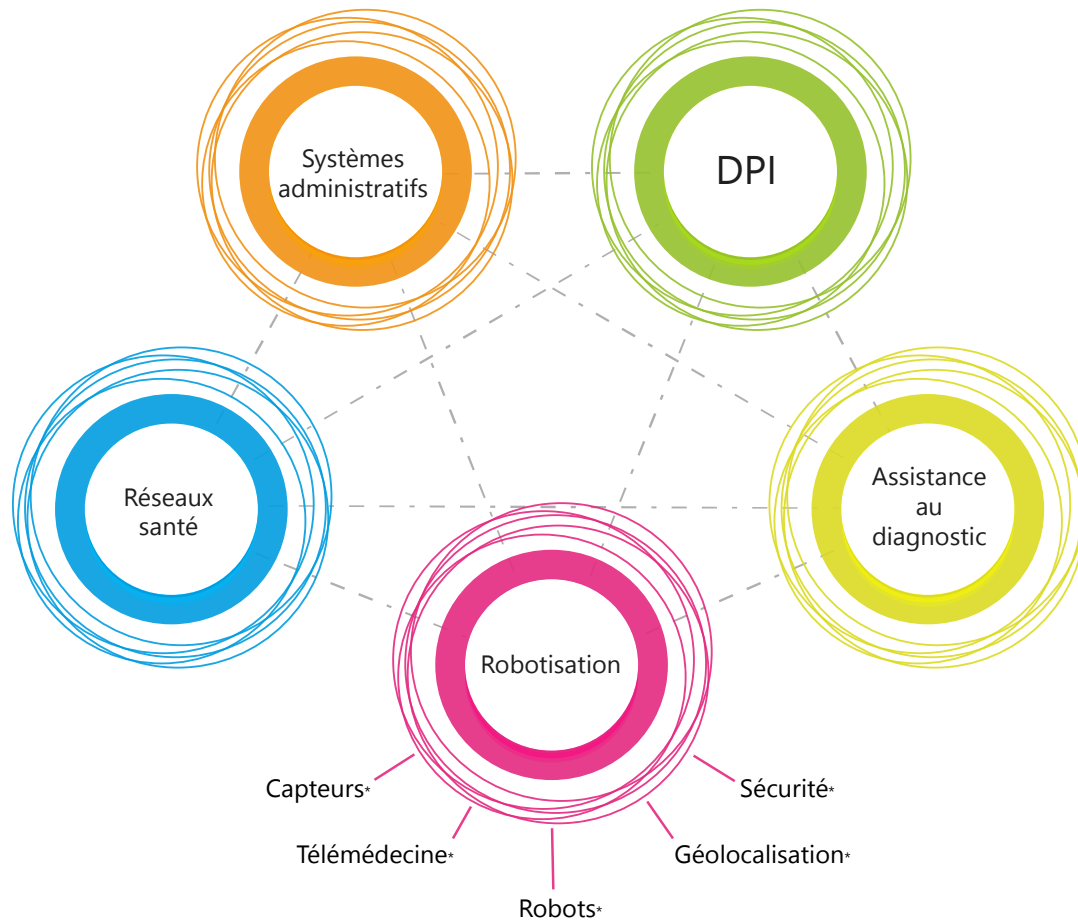 Systèmes
administratifs
DPI
Réseaux
santé
Assistance
au
diagnostic
Robotisation
Capteurs*
Sécurité*
Télémédecine*
Géolocalisation*
Robots*